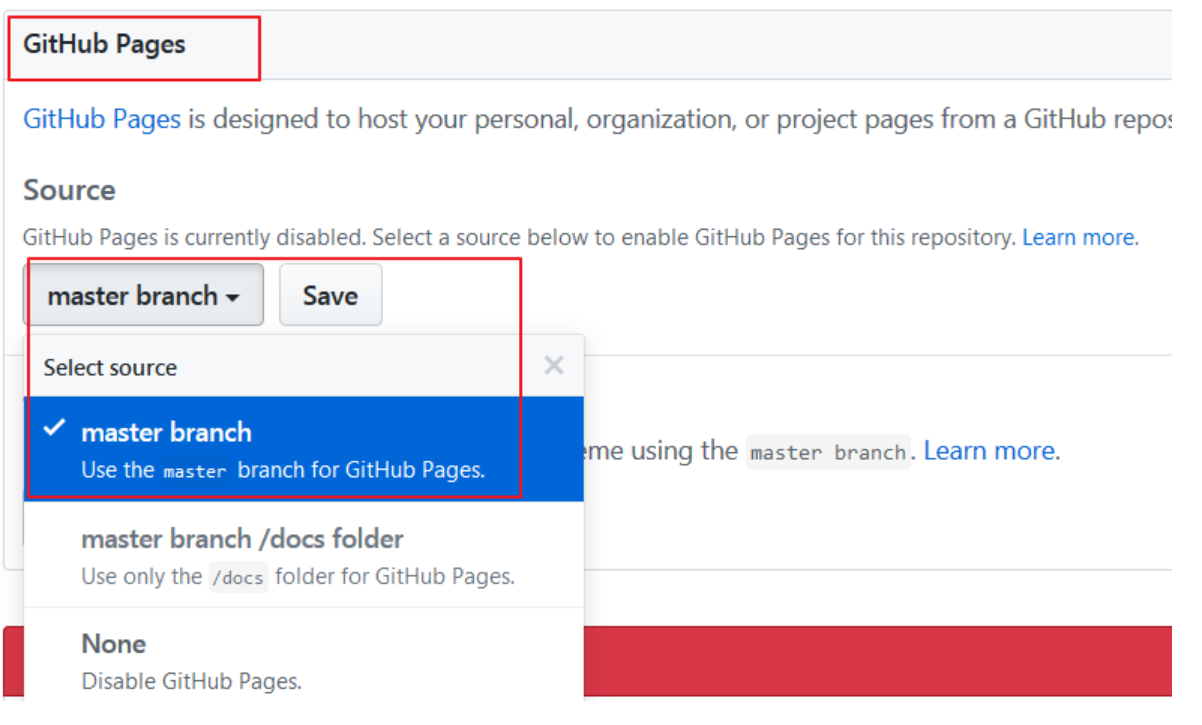 GitHub Pages
GitHub Pages is designed to host your personal, organization, or project pages from a GitHub
Source
GitHub Pages is currently disabled. Select a source below to enable GitHub Pages for this repository. Learn more.
master branch Save
Select source
master branch
using the master branch. Learn more.
Use the master branch for GitHub Pages.
master branch /docs folder
Use only the /docs folder for GitHub Pages.
None
Disable GitHub Pages.